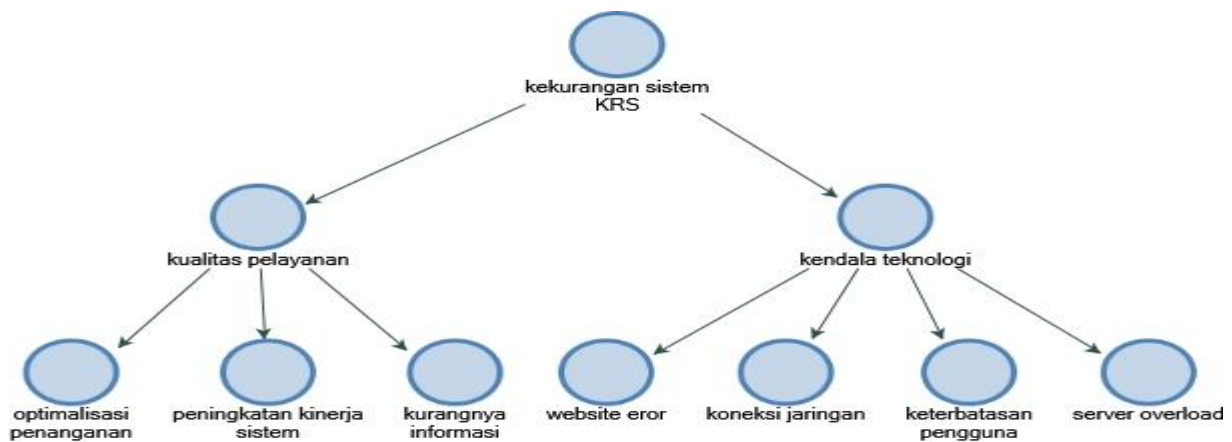 kekurangan sistem
KRS
kualitas pelayanan
kendala teknologi
optimalisasi
penanganan
peningkatan kinerja
sistem
kurangnya
informasi
website eror
koneksi jaringan
keterbatasan
pengguna
server overload